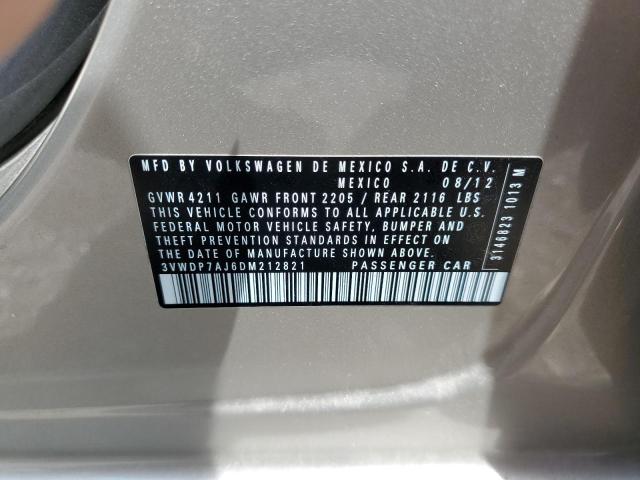 MFD BY VOLKSWAGEN DE MEXICO S.A. DE C.V.
MEXICO 08/12
GVWR 4211 GAWR FRONT 2205 / REAR 2116 LBS
THIS VEHICLE CONFORMS TO ALL APPLICABLE U.S.
FEDERAL MOTOR VEHICLE SAFETY, BUMPER AND
THEFT PREVENTION STANDARDS IN EFFECT ON
THE DATE OF MANUFACTURE SHOWN ABOVE.
3VWDP7AJ6DM212821 PASSENGER CAR
3146823 1013 M